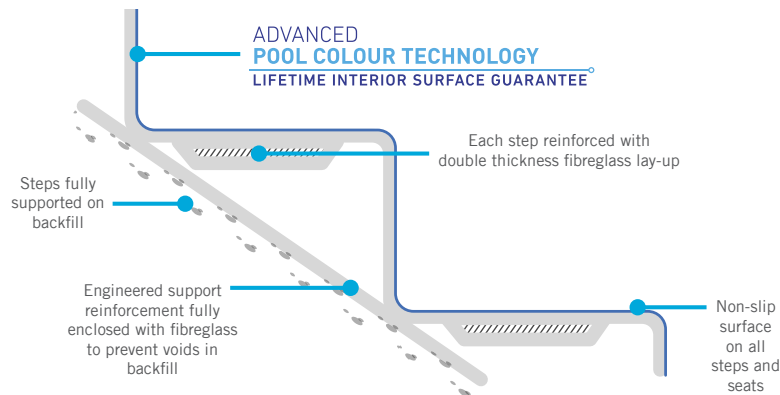 ADVANCED
POOL COLOUR TECHNOLOGY
LIFETIME INTERIOR SURFACE GUARANTEE
Each step reinforced with
double thickness fibreglass lay-up
Steps fully
supported on
backfill
Engineered support
reinforcement fully
enclosed with fibreglass
to prevent voids in
backfill
Non-slip
surface
on all
steps and
seats